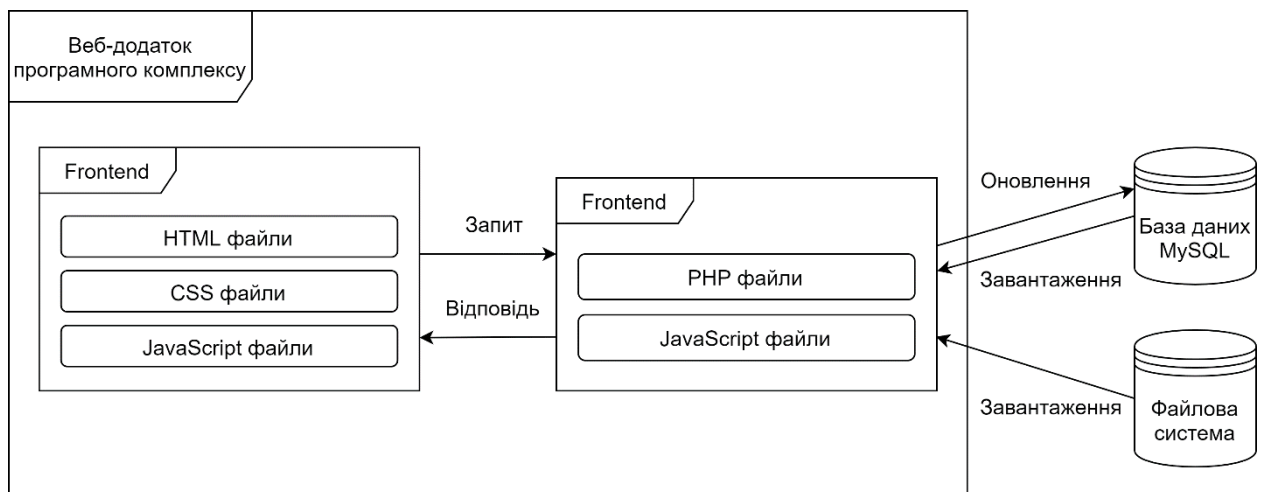 Веб-додаток
програмного комплексу
Frontend
HTML файли
CSS файли
JavaScript файли
Запит
Відповідь
Frontend
PHP файли
JavaScript файли
Оновлення
Завантаження
Завантаження
База даних
MySQL
Файлова
система